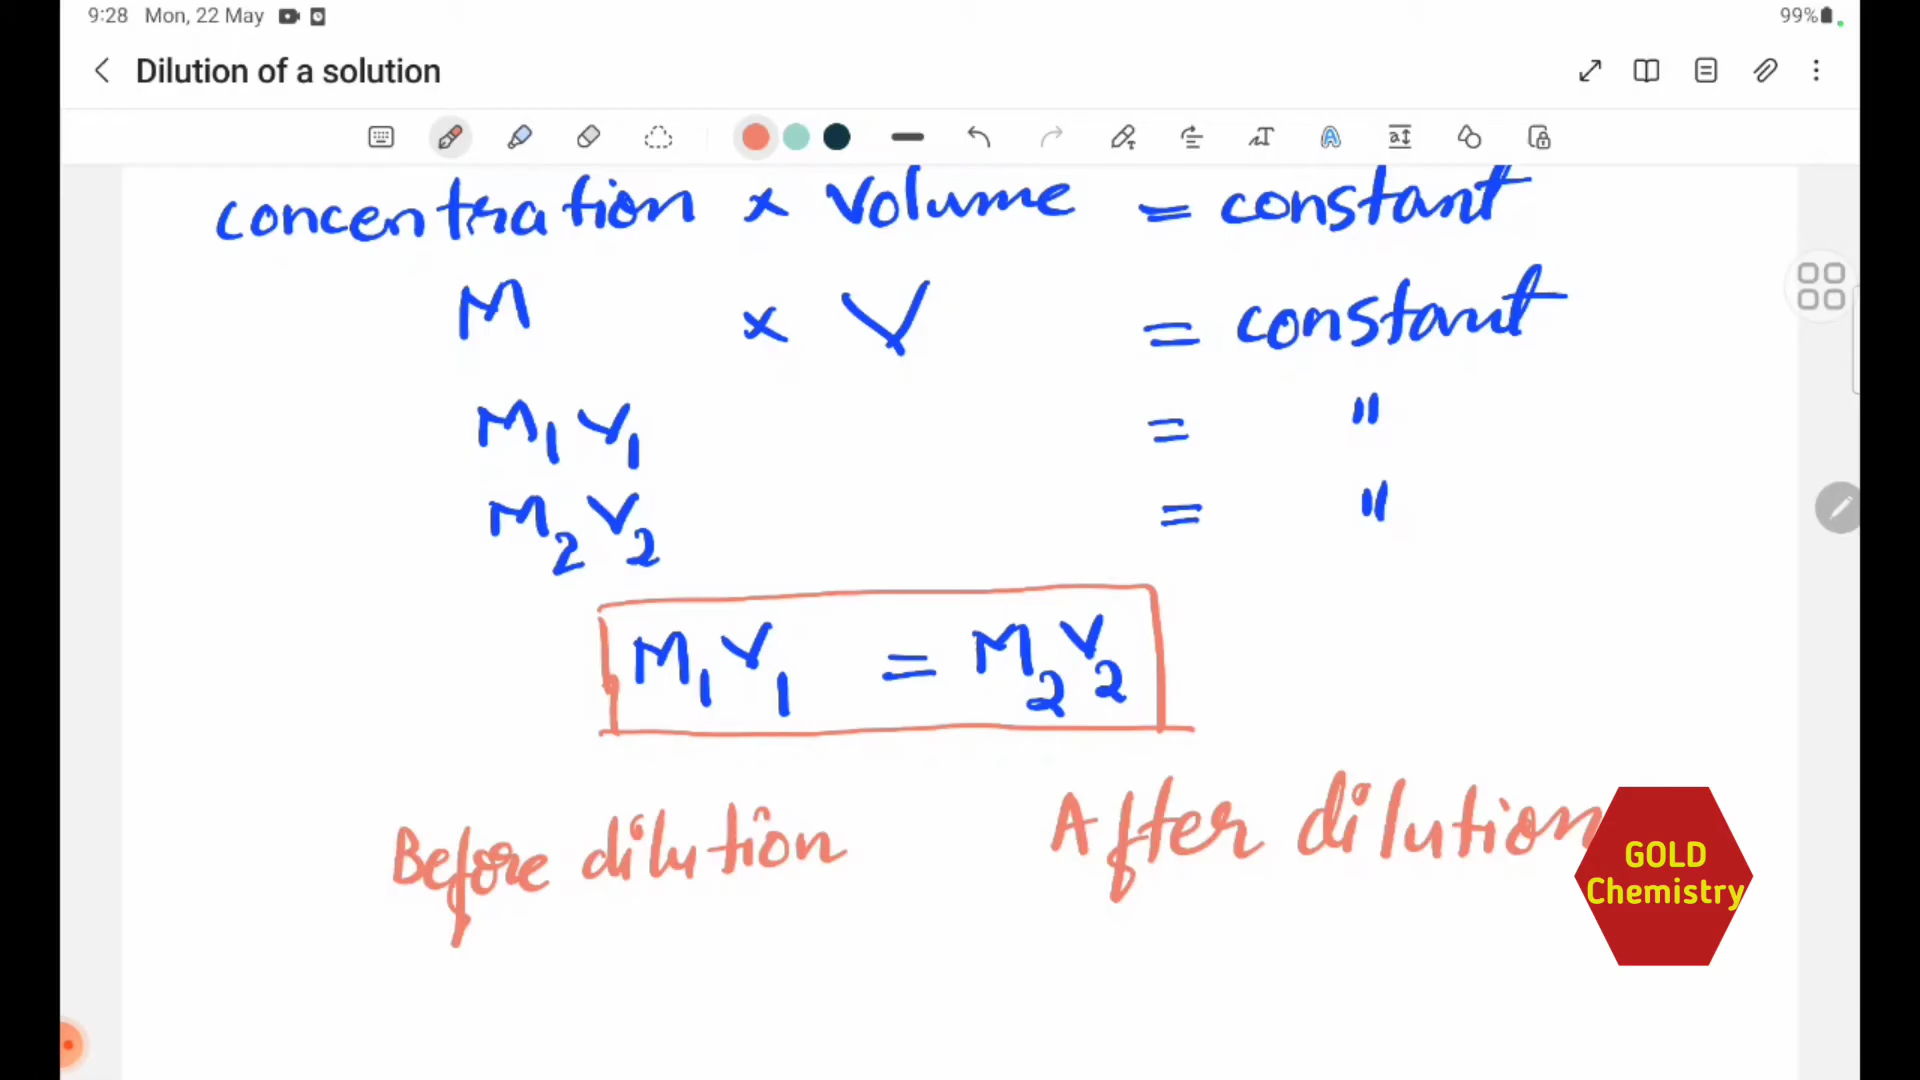 9:28 Mon, 22 May 99%
Dilution of a solution
concentration × volume = constant
M × V = constant
M₁V₁ = "
M₂V₂ = "
M₁V₁ = M₂V₂
Before dilution After dilution
GOLD
Chemistry